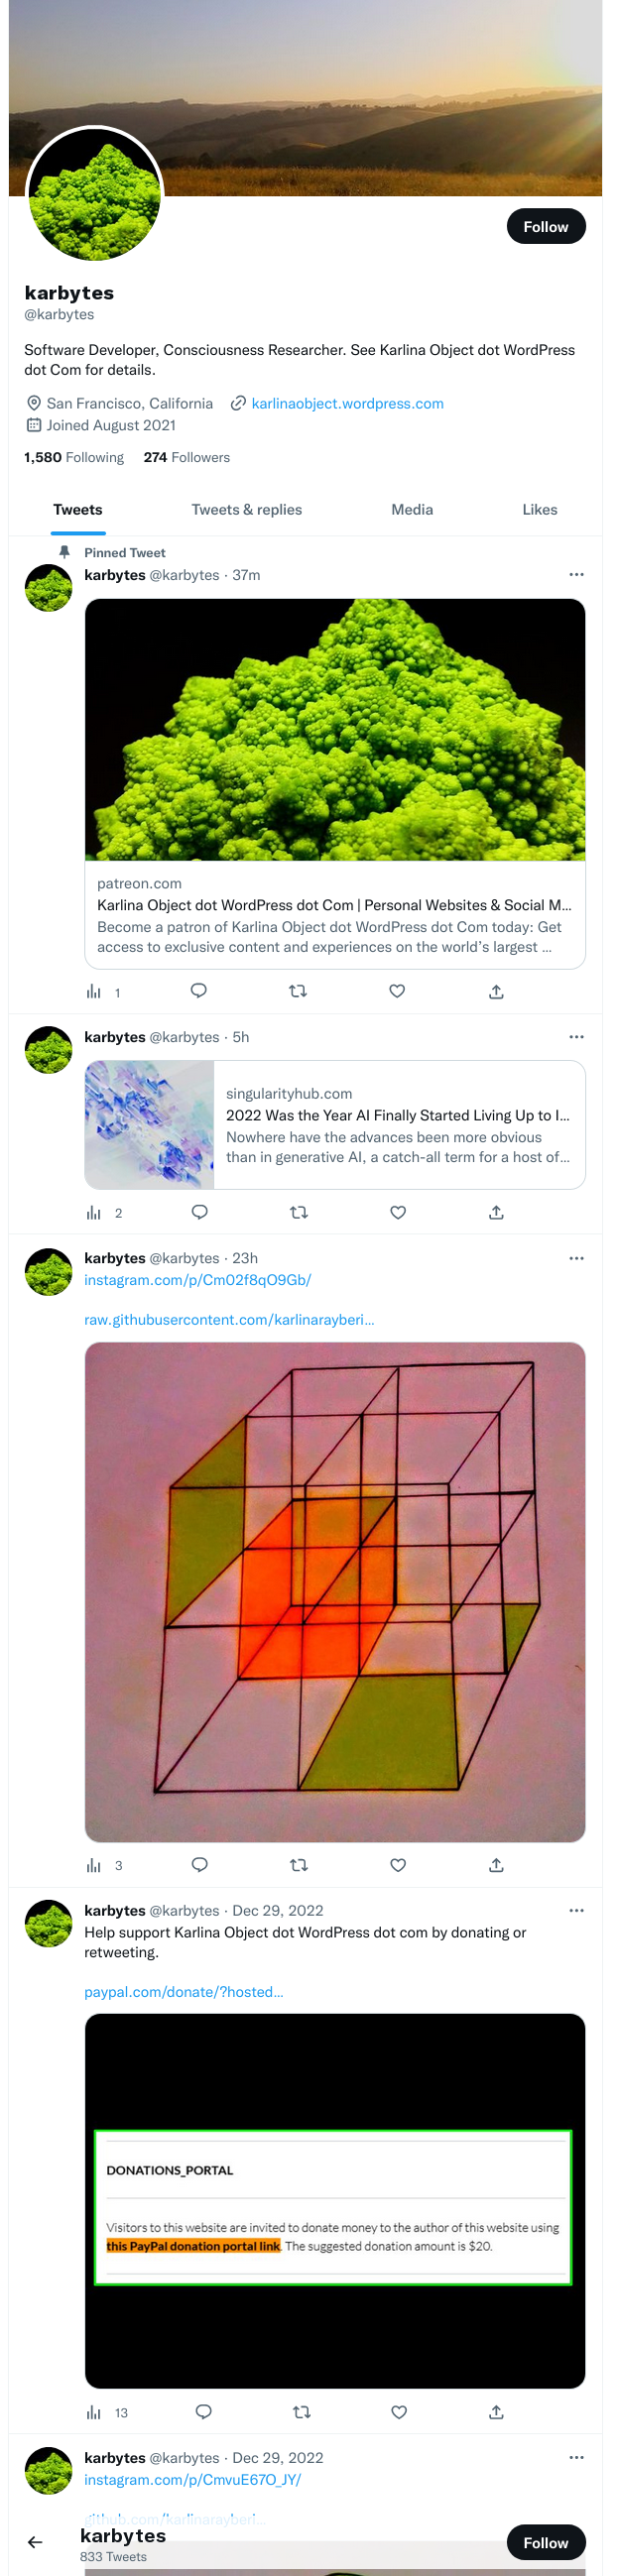 Follow
karbytes
@karbytes
Software Developer, Consciousness Researcher. See Karlina Object dot WordPress
dot Com for details.
San Francisco, California karlinaobject.wordpress.com
Joined August 2021
1,580 Following 274 Followers
Tweets Tweets & replies Media Likes
Pinned Tweet
karbytes @karbytes · 37m
patreon.com
Karlina Object dot WordPress dot Com | Personal Websites & Social M...
Become a patron of Karlina Object dot WordPress dot Com today: Get
access to exclusive content and experiences on the world's largest ...
1
karbytes @karbytes · 5h
singularityhub.com
2022 Was the Year AI Finally Started Living Up to I...
Nowhere have the advances been more obvious
than in generative AI, a catch-all term for a host of...
2
karbytes @karbytes · 23h
instagram.com/p/Cm02f8qO9Gb/
raw.githubusercontent.com/karlinarayberi...
3
karbytes @karbytes · Dec 29, 2022
Help support Karlina Object dot WordPress dot com by donating or
retweeting.
paypal.com/donate/?hosted...
DONATIONS_PORTAL
Visitors to this website are invited to donate money to the author of this website using
this PayPal donation portal link. The suggested donation amount is $20.
13
karbytes @karbytes · Dec 29, 2022
instagram.com/p/CmvuE67O_JY/
github.com/karlinarayberi...
karbytes
833 Tweets
Follow